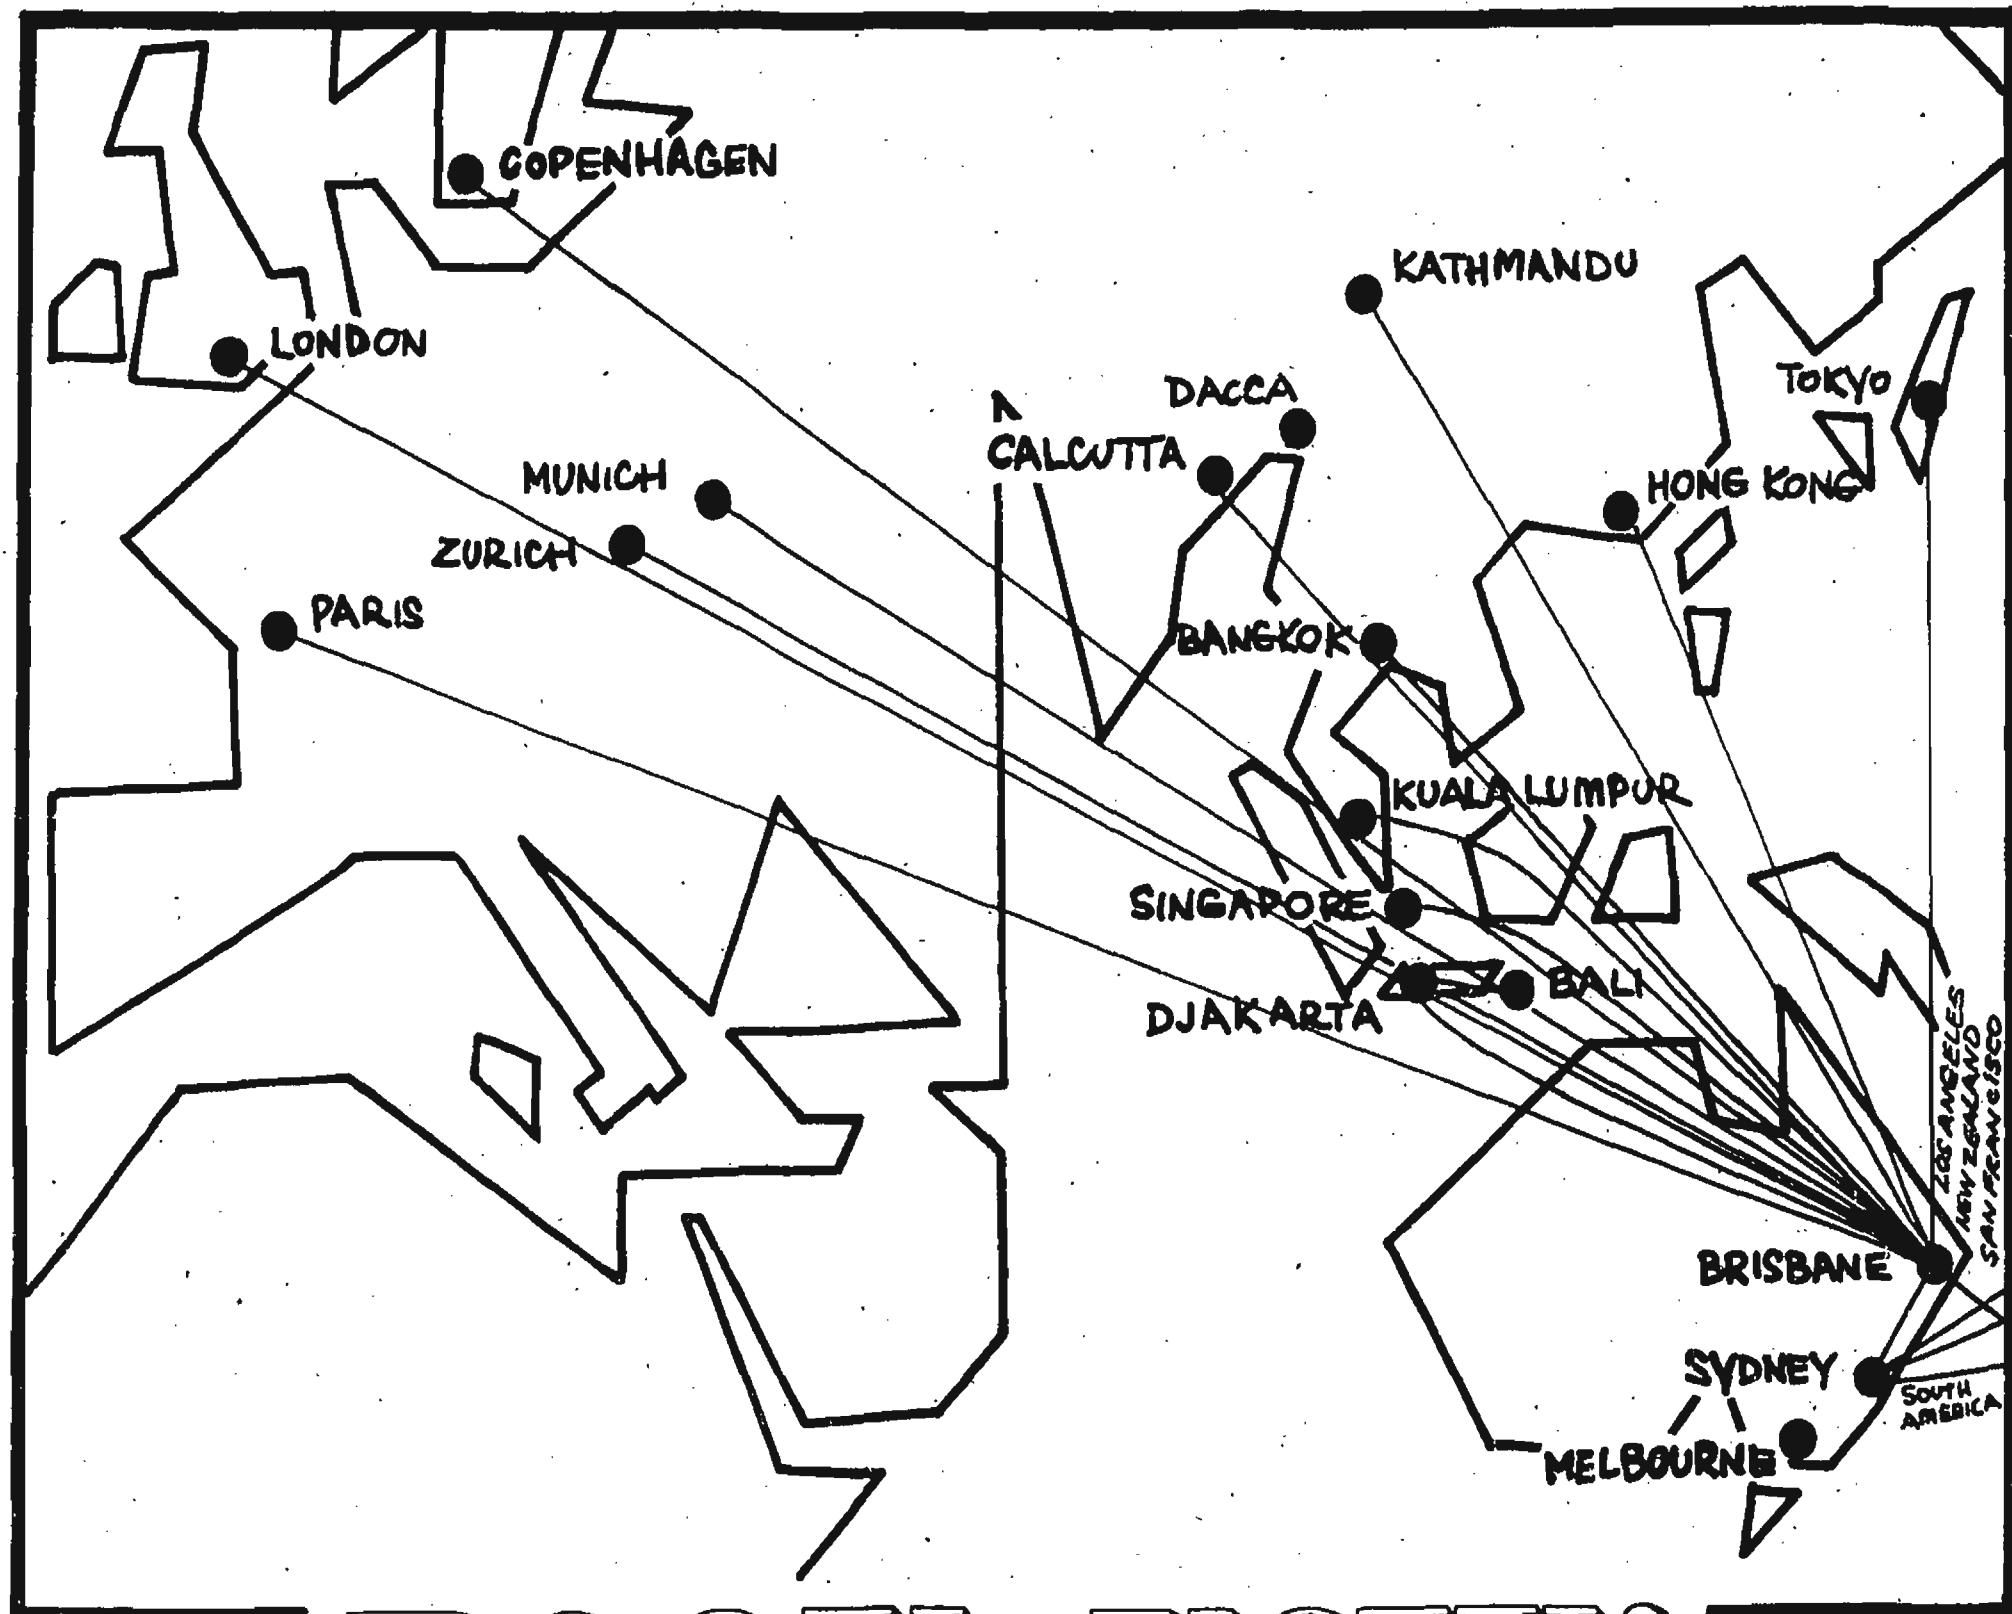 COPENHAGEN
KATHMANDU
LONDON
TOKYO
DACCA
CALCUTTA
MUNICH
HONG KONG
ZURICH
PARIS
BANGKOK
KUALA LUMPUR
SINGAPORE
BALI
DJAKARTA
LOS ANGELES
NEW ZEALAND
SAN FRANCISCO
BRISBANE
SYDNEY
SOUTH
AMERICA
MELBOURNE